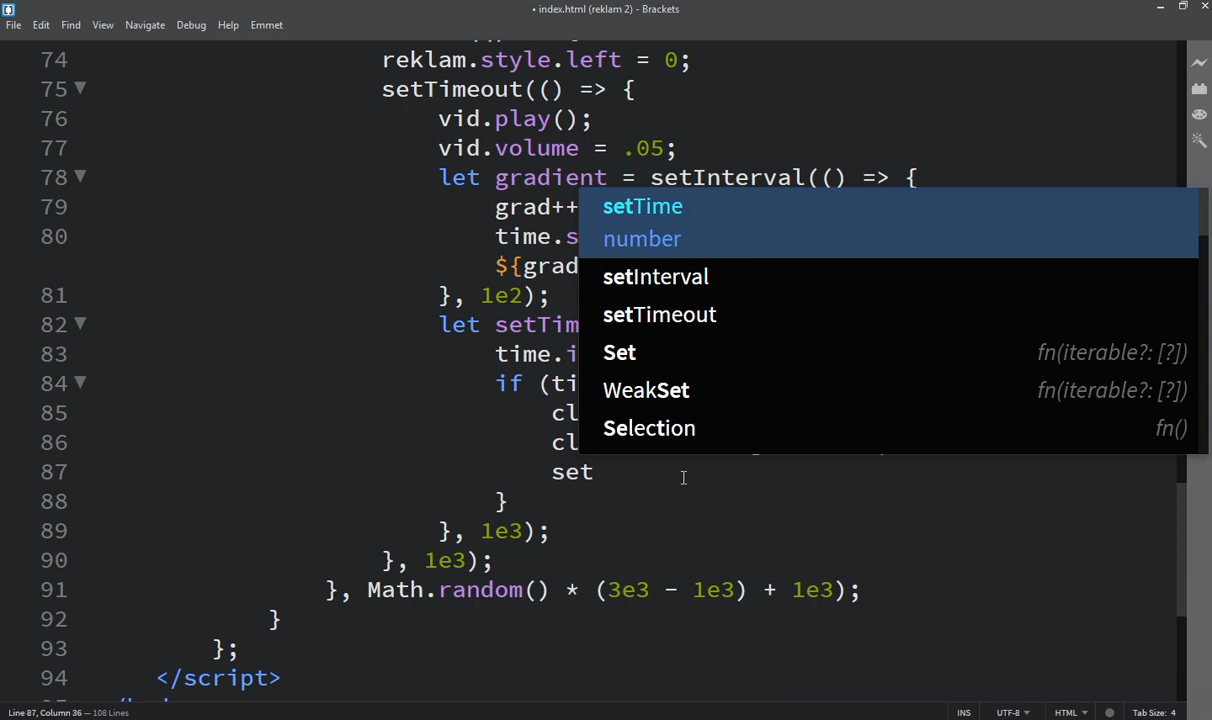 • index.html (reklam 2) - Brackets
File Edit Find View Navigate Debug Help Emmet
74 reklam.style.left = 0;
75 setTimeout(() => {
76 vid.play();
77 vid.volume = .05;
78 let gradient = setInterval(() => {
79 grad++
80 time.s
${grad
81 }, 1e2);
82 let setTim
83 time.i
84 if (ti
85 cl
86 cl
87 set
88 }
89 }, 1e3);
90 }, 1e3);
91 }, Math.random() * (3e3 - 1e3) + 1e3);
92 }
93 };
94 </script>
setTime
number
setInterval
setTimeout
Set fn(iterable?: [?])
WeakSet fn(iterable?: [?])
Selection fn()
Line 87, Column 36 — 108 Lines
INS UTF-8 HTML Tab Size: 4